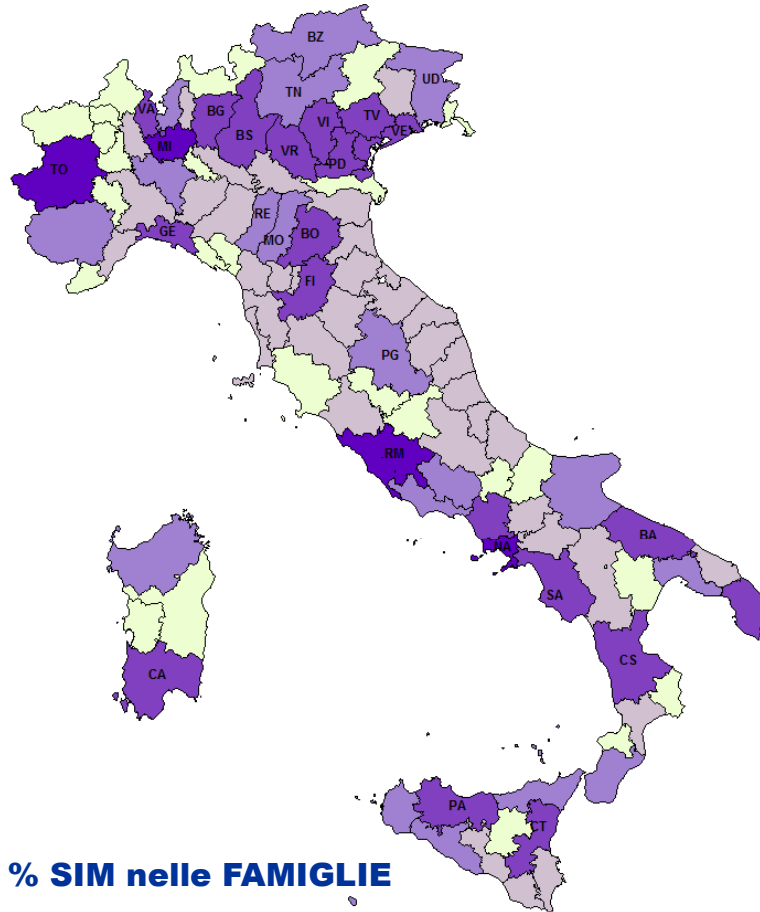 BZ
UD
TN
VA
BG
VI
TV
BS
VE
MI
VR
PD
TO
RE
GE
BO
MO
FI
PG
.RM
BA
NA
SA
CS
CA
PA
CT
% SIM nelle FAMIGLIE